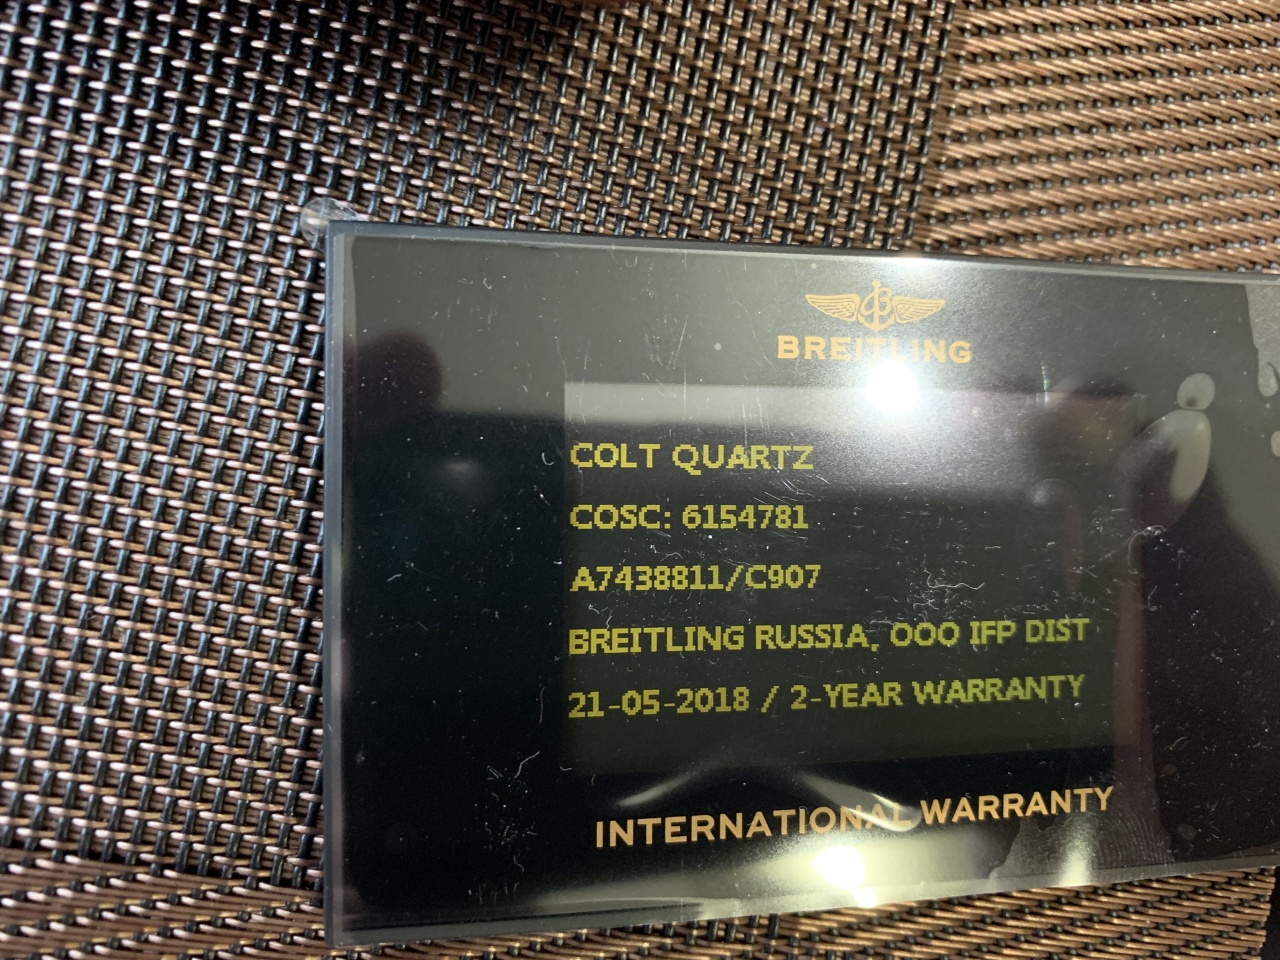 BREITLING
COLT QUARTZ
COSC: 6154781
A7438811/C907
BREITLING RUSSIA, OOO IFP DIST
21-05-2018 / 2-YEAR WARRANTY
INTERNATIONAL WARRANTY